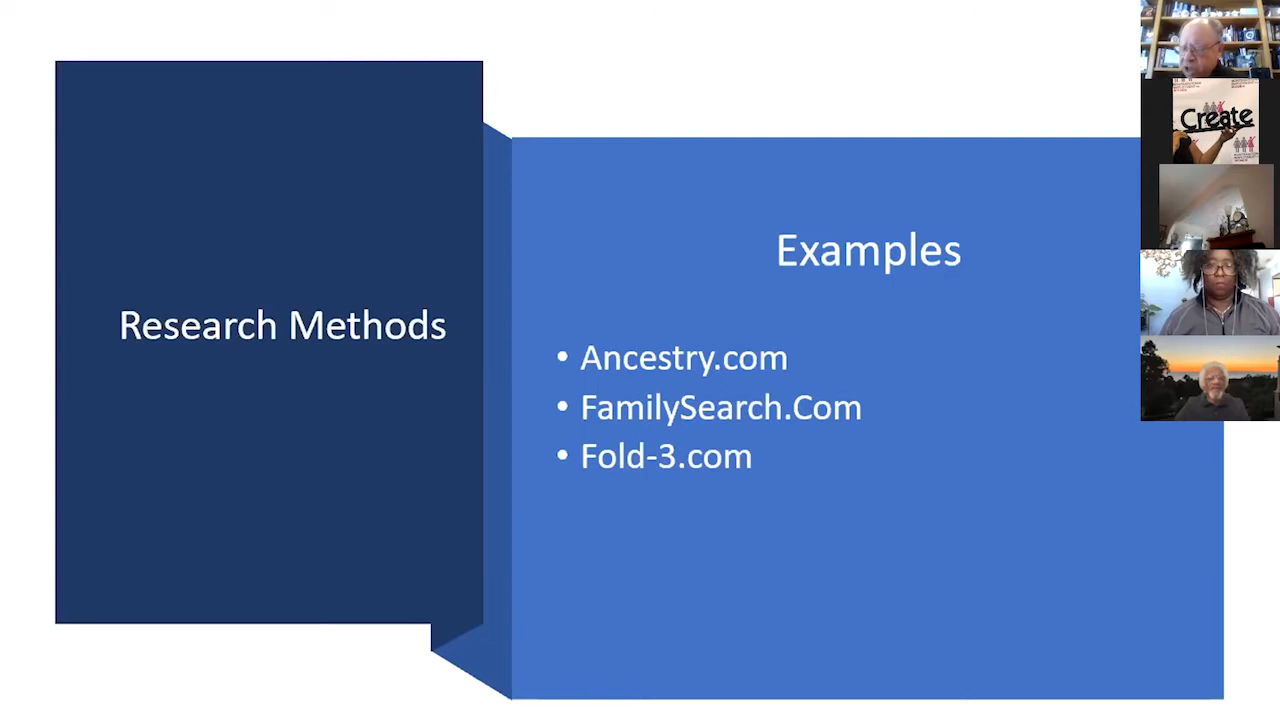 Research Methods
Examples
• Ancestry.com
• FamilySearch.Com
• Fold-3.com
Create